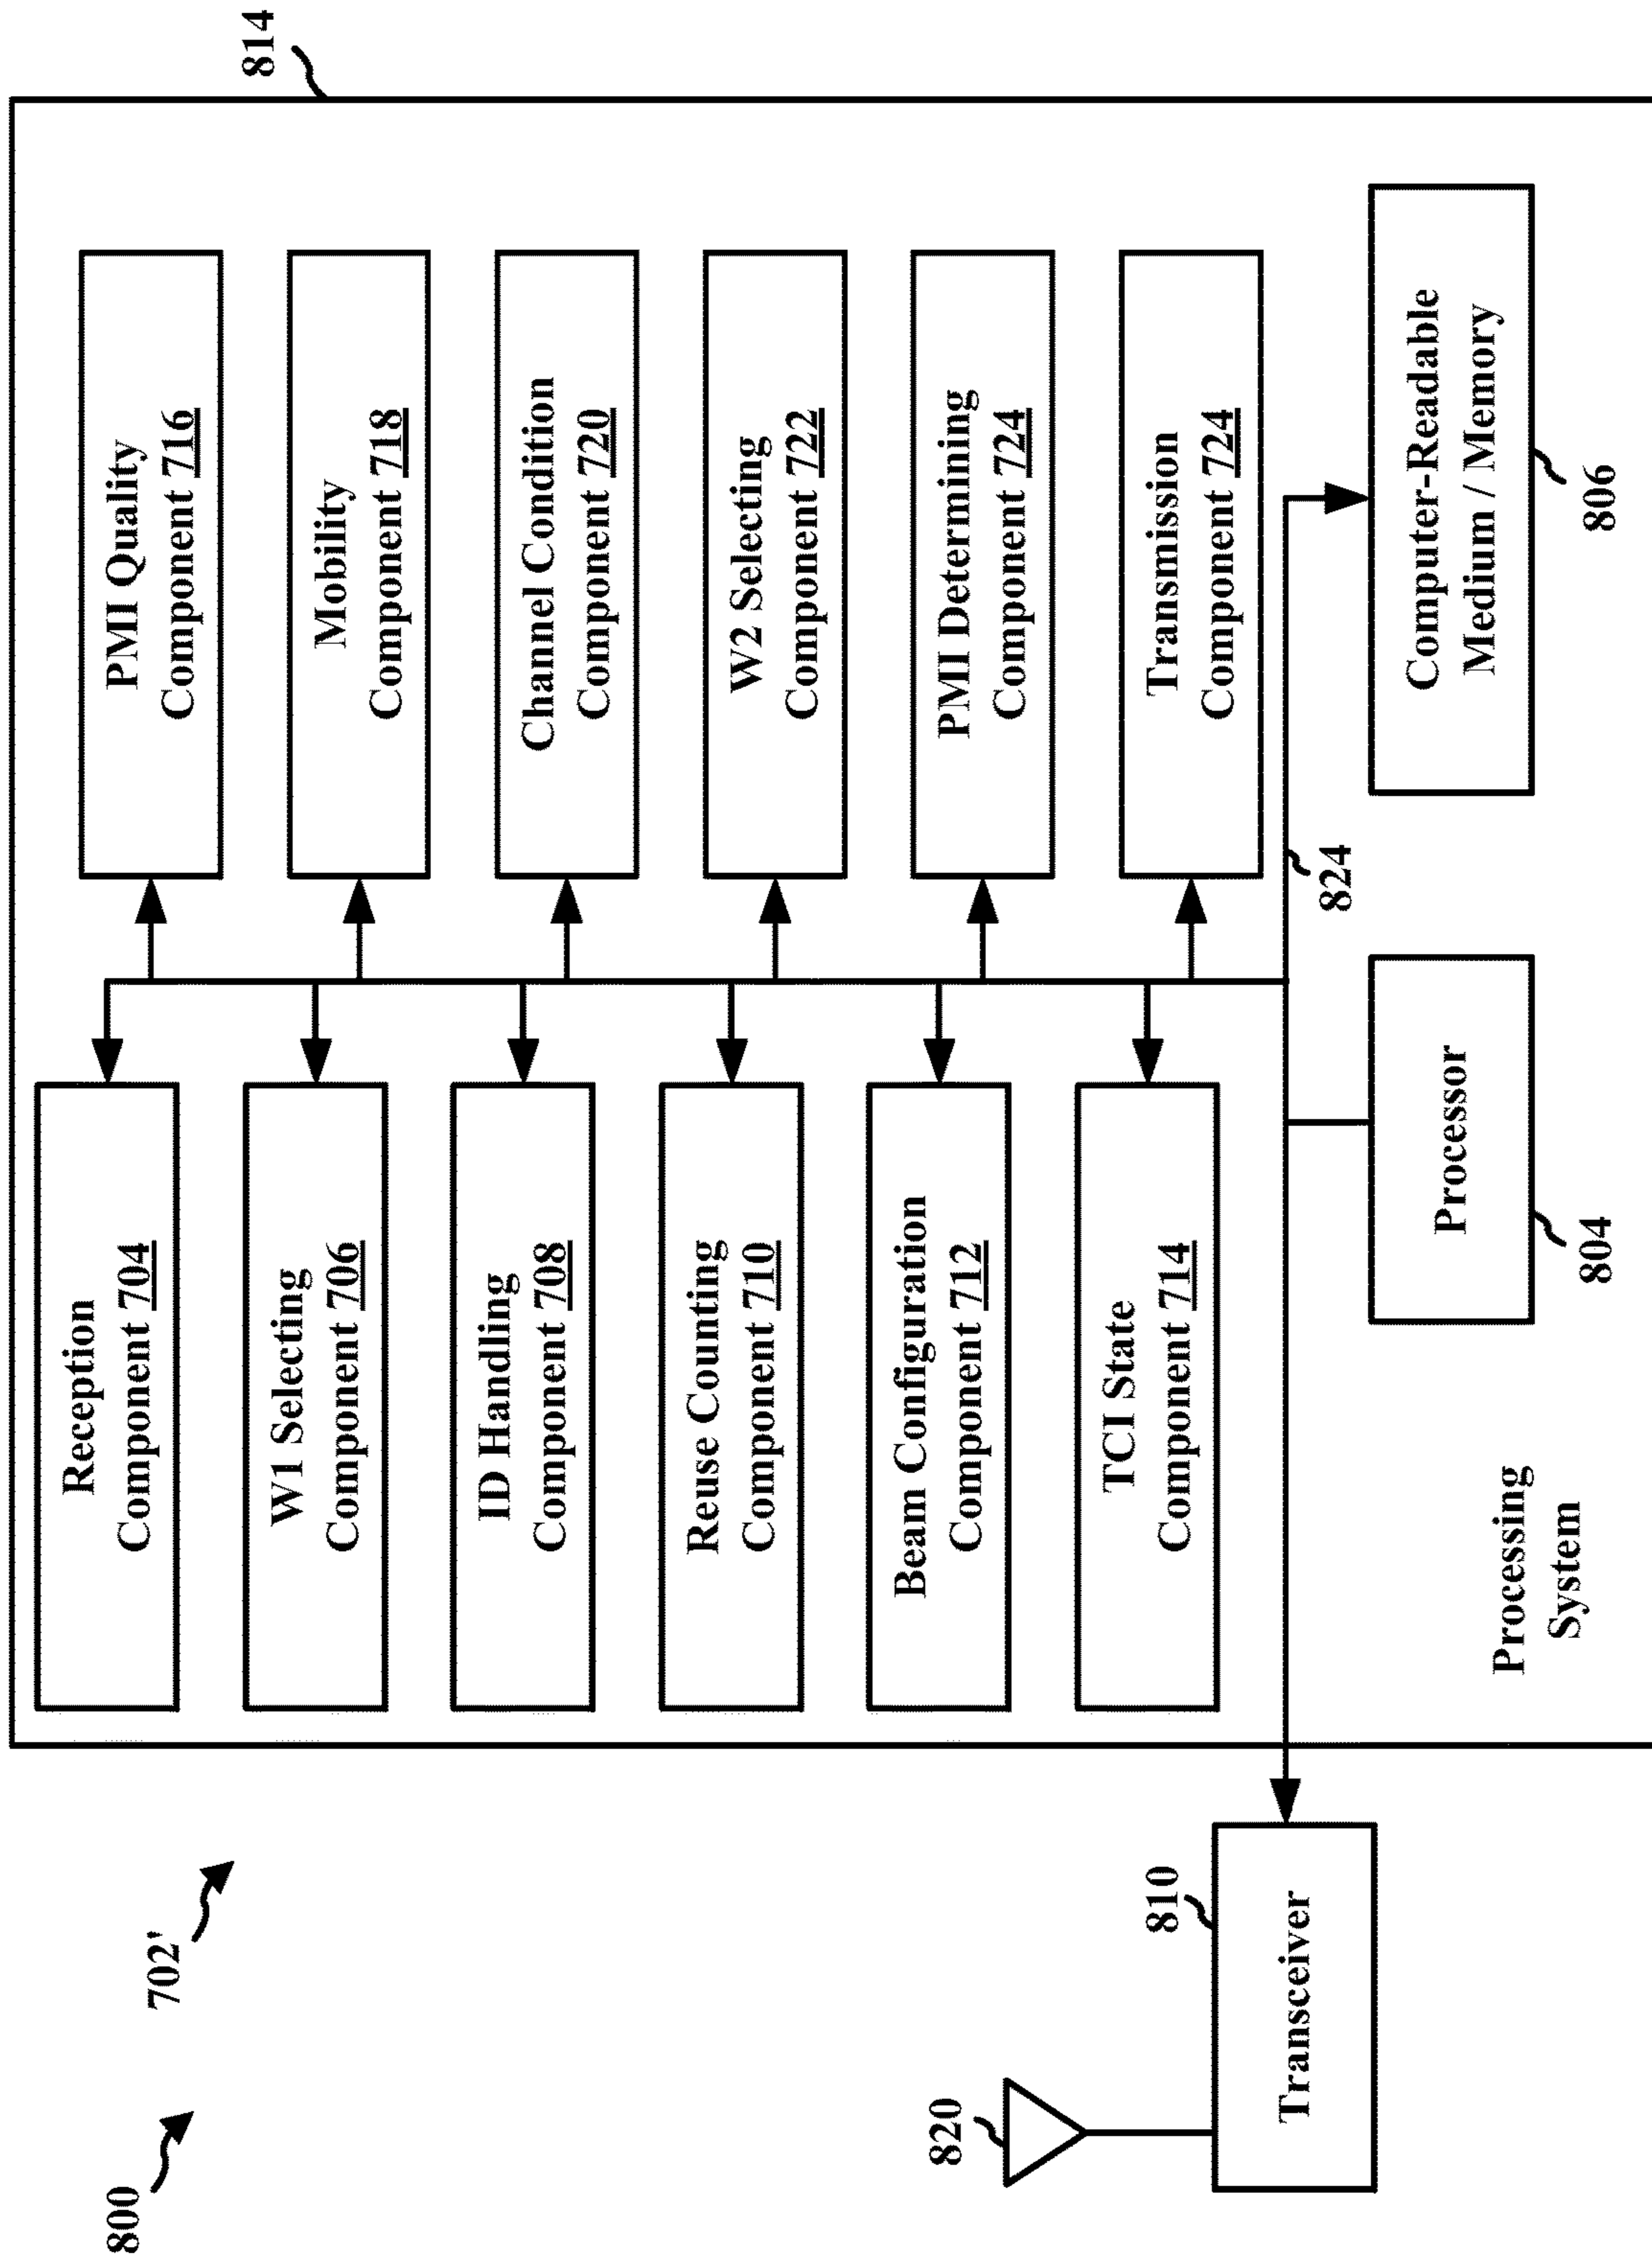 800
702'
814
Reception
Component 704
W1 Selecting
Component 706
ID Handling
Component 708
Reuse Counting
Component 710
Beam Configuration
Component 712
TCI State
Component 714
PMI Quality
Component 716
Mobility
Component 718
Channel Condition
Component 720
W2 Selecting
Component 722
PMI Determining
Component 724
Transmission
Component 724
820
810
Transceiver
824
Processing
System
Processor
804
Computer-Readable
Medium / Memory
806